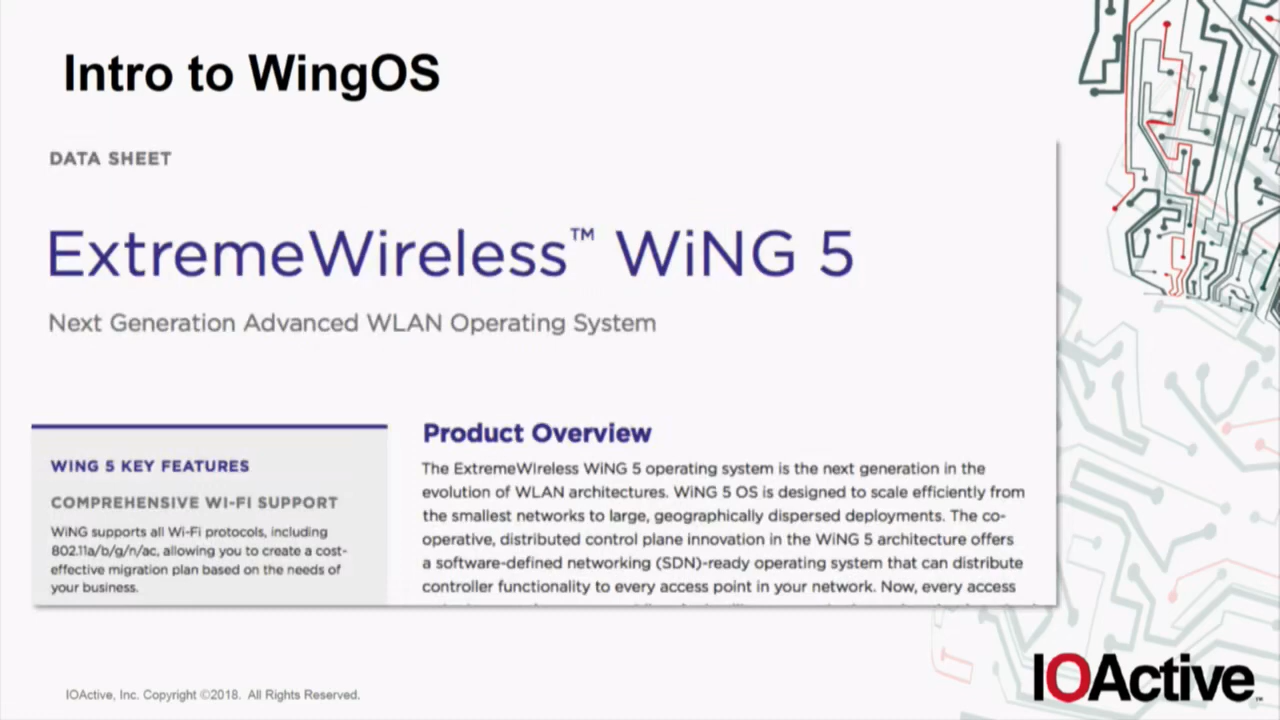 Intro to WingOS
DATA SHEET
ExtremeWireless™ WiNG 5
Next Generation Advanced WLAN Operating System
WING 5 KEY FEATURES
COMPREHENSIVE WI-FI SUPPORT
WiNG supports all Wi-Fi protocols, including
802.11a/b/g/n/ac, allowing you to create a cost-
effective migration plan based on the needs of
your business.
Product Overview
The ExtremeWireless WiNG 5 operating system is the next generation in the
evolution of WLAN architectures. WiNG 5 OS is designed to scale efficiently from
the smallest networks to large, geographically dispersed deployments. The co-
operative, distributed control plane innovation in the WiNG 5 architecture offers
a software-defined networking (SDN)-ready operating system that can distribute
controller functionality to every access point in your network. Now, every access
IOActive, Inc. Copyright ©2018. All Rights Reserved.
IOActive™